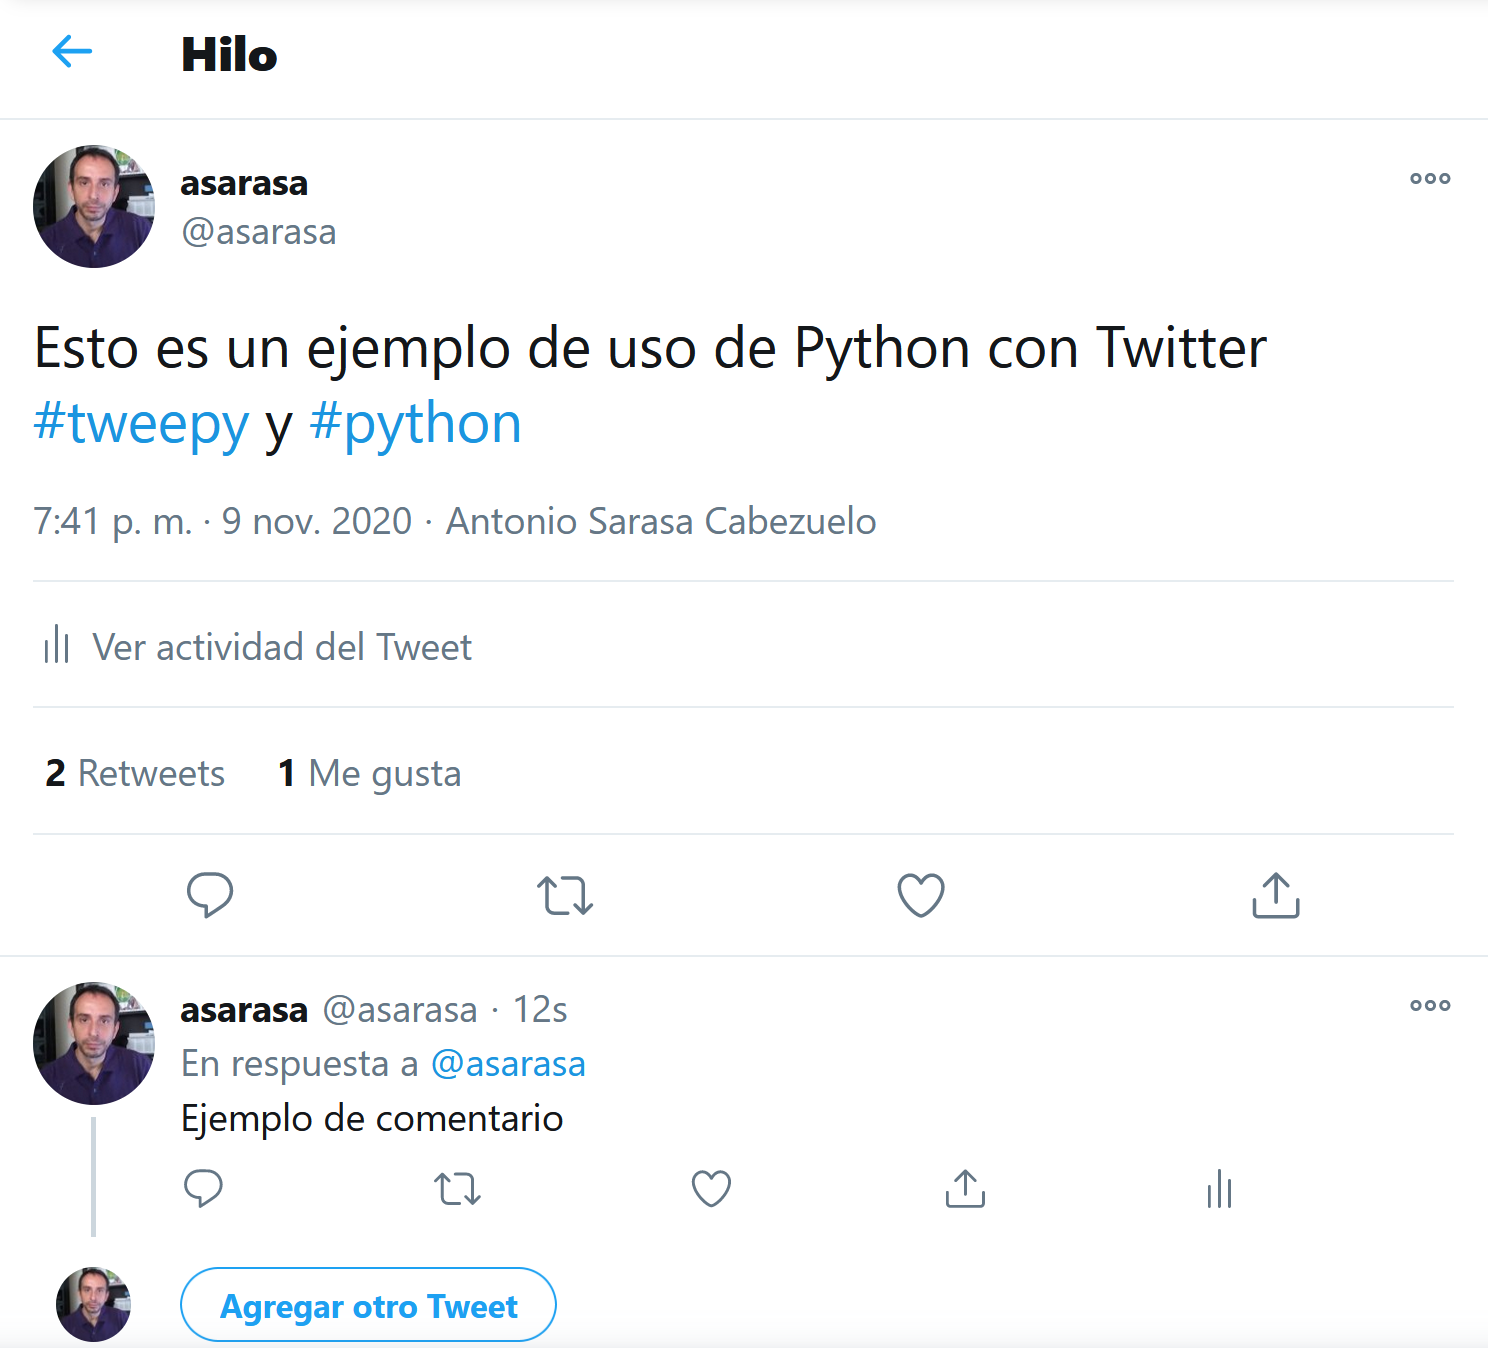 Hilo
asarasa
@asarasa
Esto es un ejemplo de uso de Python con Twitter
#tweepy y #python
7:41 p. m. · 9 nov. 2020 · Antonio Sarasa Cabezuelo
Ver actividad del Tweet
2 Retweets 1 Me gusta
asarasa @asarasa · 12s
En respuesta a @asarasa
Ejemplo de comentario
Agregar otro Tweet